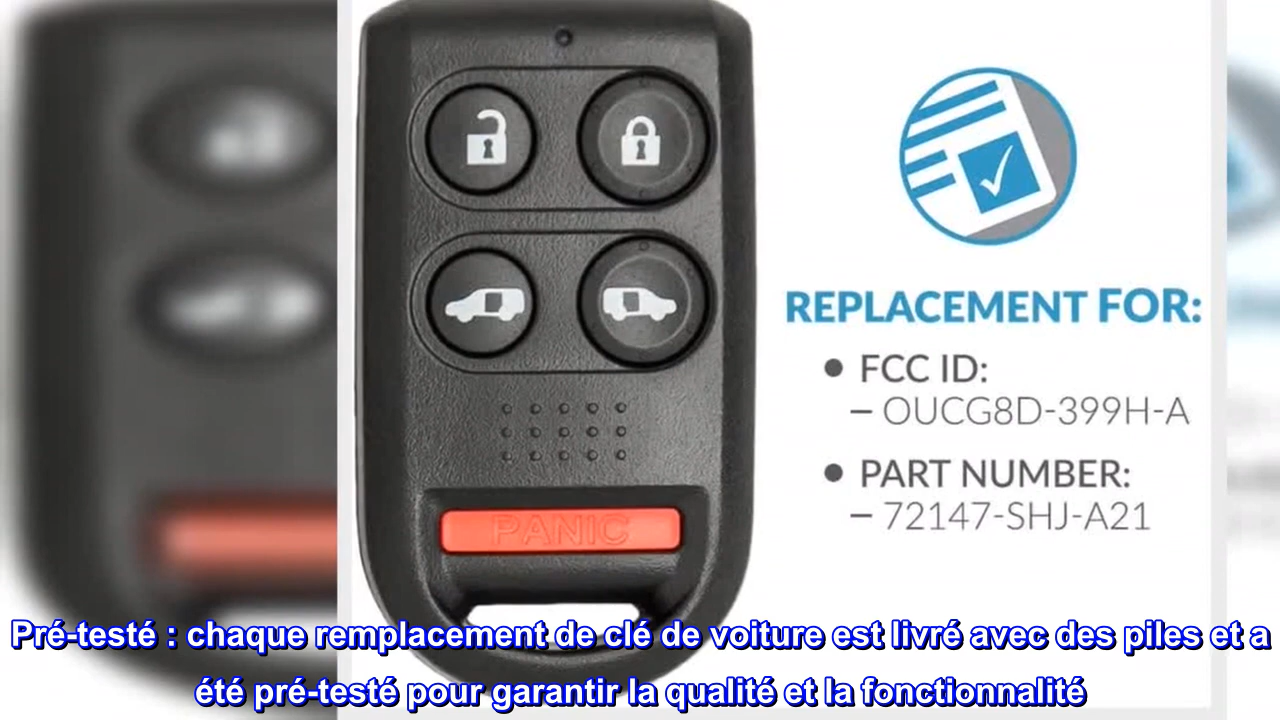 REPLACEMENT FOR:
• FCC ID:
– OUCG8D-399H-A
• PART NUMBER:
– 72147-SHJ-A21
PANIC
Pré-testé : chaque remplacement de clé de voiture est livré avec des piles et a
été pré-testé pour garantir la qualité et la fonctionnalité